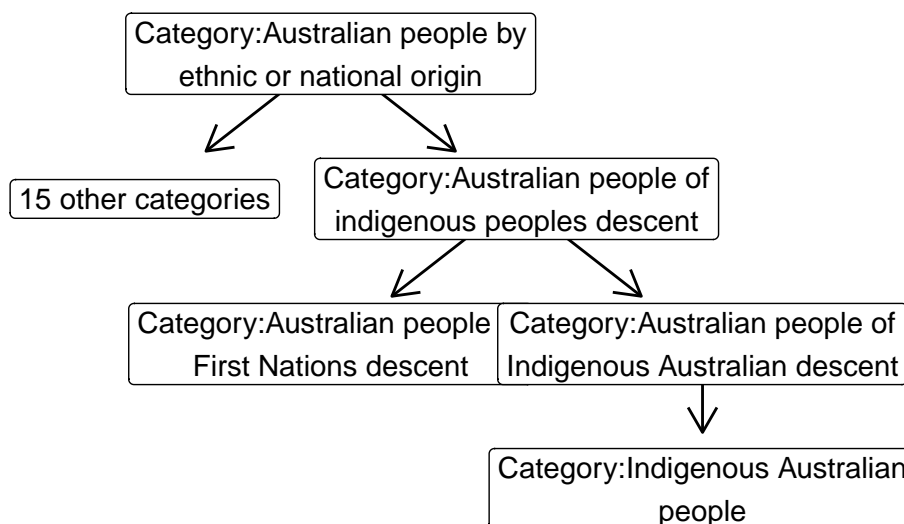 Category:Australian people by
ethnic or national origin
15 other categories
Category:Australian people of
indigenous peoples descent
Category:Australian people
First Nations descent
Category:Australian people of
Indigenous Australian descent
Category:Indigenous Australian
people